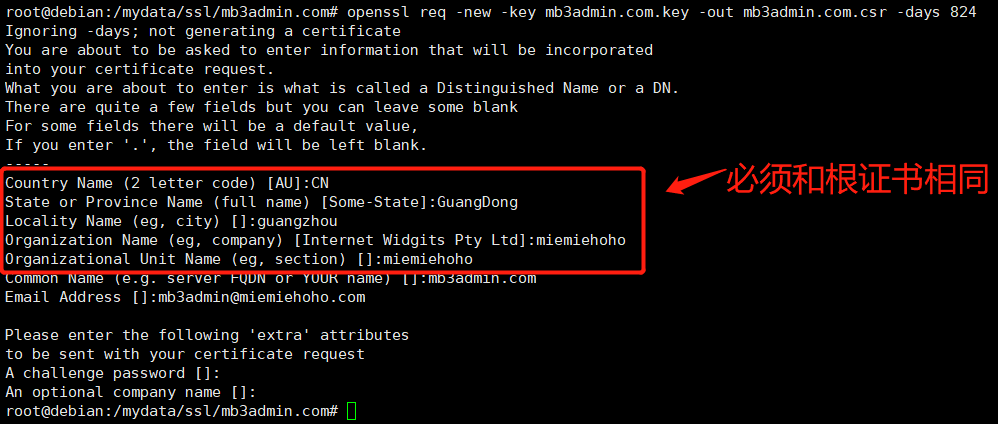 root@debian:/mydata/ssl/mb3admin.com# openssl req -new -key mb3admin.com.key -out mb3admin.com.csr -days 824
Ignoring -days; not generating a certificate
You are about to be asked to enter information that will be incorporated
into your certificate request.
What you are about to enter is what is called a Distinguished Name or a DN.
There are quite a few fields but you can leave some blank
For some fields there will be a default value,
If you enter '.', the field will be left blank.
-----
Country Name (2 letter code) [AU]:CN
State or Province Name (full name) [Some-State]:GuangDong
Locality Name (eg, city) []:guangzhou
Organization Name (eg, company) [Internet Widgits Pty Ltd]:miemiehoho
Organizational Unit Name (eg, section) []:miemiehoho
必须和根证书相同
Common Name (e.g. server FQDN or YOUR name) []:mb3admin.com
Email Address []:mb3admin@miemiehoho.com
Please enter the following 'extra' attributes
to be sent with your certificate request
A challenge password []:
An optional company name []:
root@debian:/mydata/ssl/mb3admin.com#